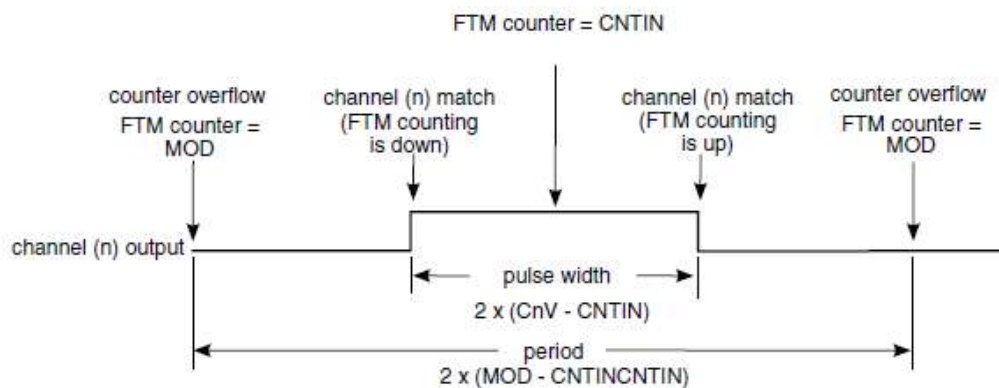 FTM counter = CNTIN
counter overflow
FTM counter =
MOD
channel (n) match
(FTM counting
is down)
channel (n) match
(FTM counting
is up)
counter overflow
FTM counter =
MOD
channel (n) output
pulse width
2 x (CnV - CNTIN)
period
2 x (MOD - CNTINCNTIN)